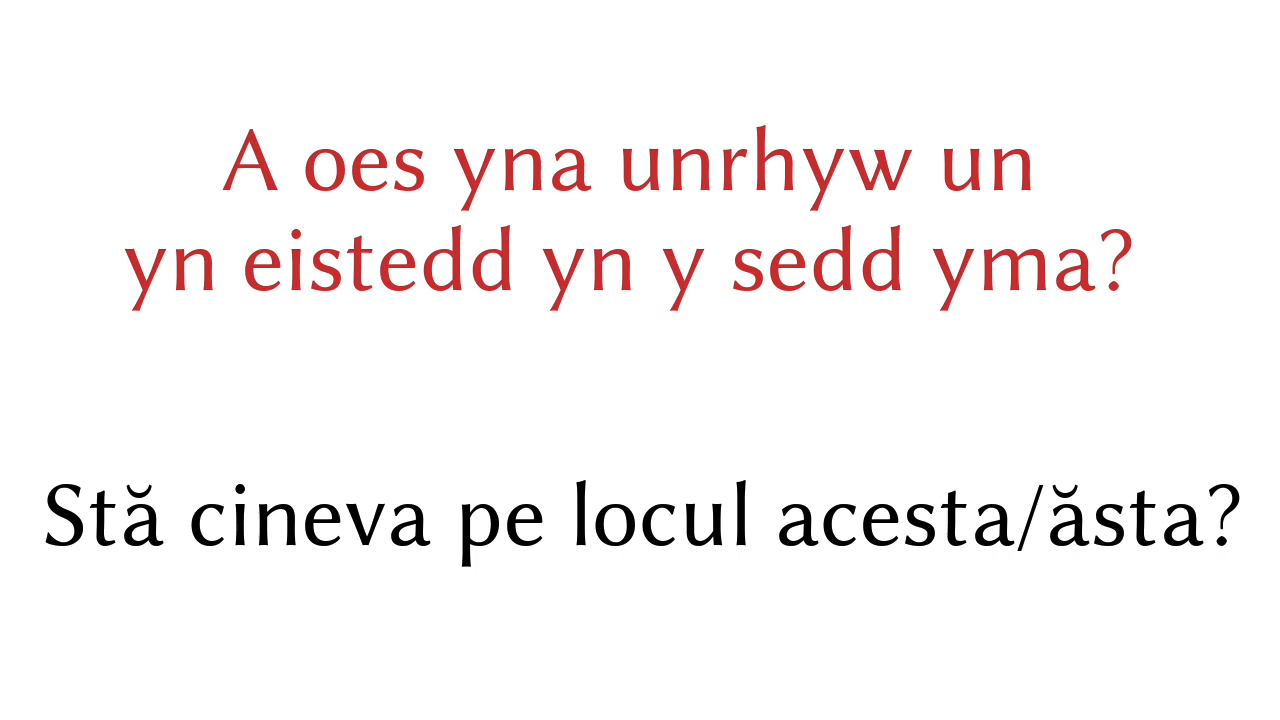 A oes yna unrhyw un
yn eistedd yn y sedd yma?
Stă cineva pe locul acesta/ăsta?